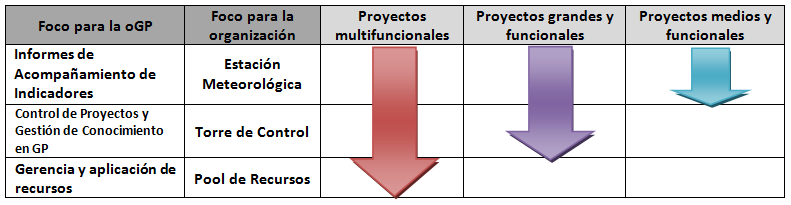 Foco para la oGP
Foco para la
organización
Proyectos
multifuncionales
Proyectos grandes y
funcionales
Proyectos medios y
funcionales
Informes de
Acompañamiento de
Indicadores
Estación
Meteorológica
Control de Proyectos y
Gestión de Conocimiento
en GP
Torre de Control
Gerencia y aplicación de
recursos
Pool de Recursos